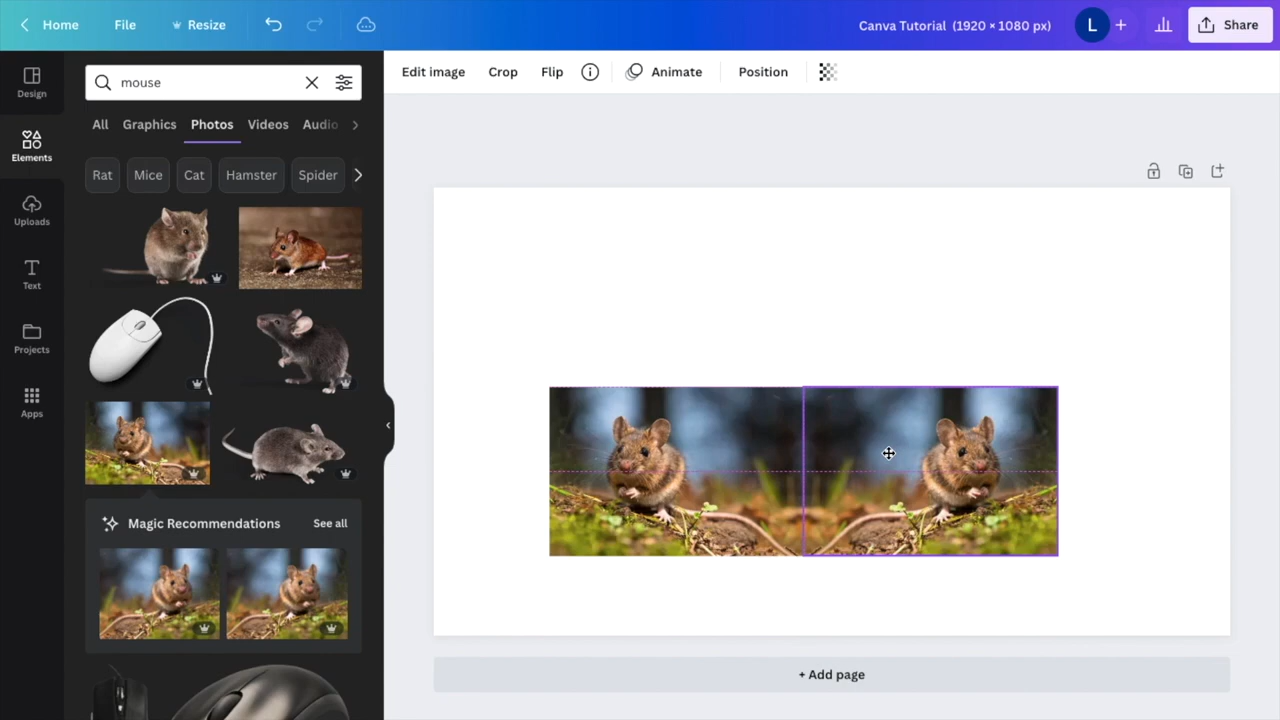 Home File Resize Canva Tutorial (1920 × 1080 px) L + Share
Design
Elements
Uploads
Text
Projects
Apps
mouse
All Graphics Photos Videos Audio
Rat Mice Cat Hamster Spider
Magic Recommendations See all
Edit image Crop Flip Animate Position
+ Add page